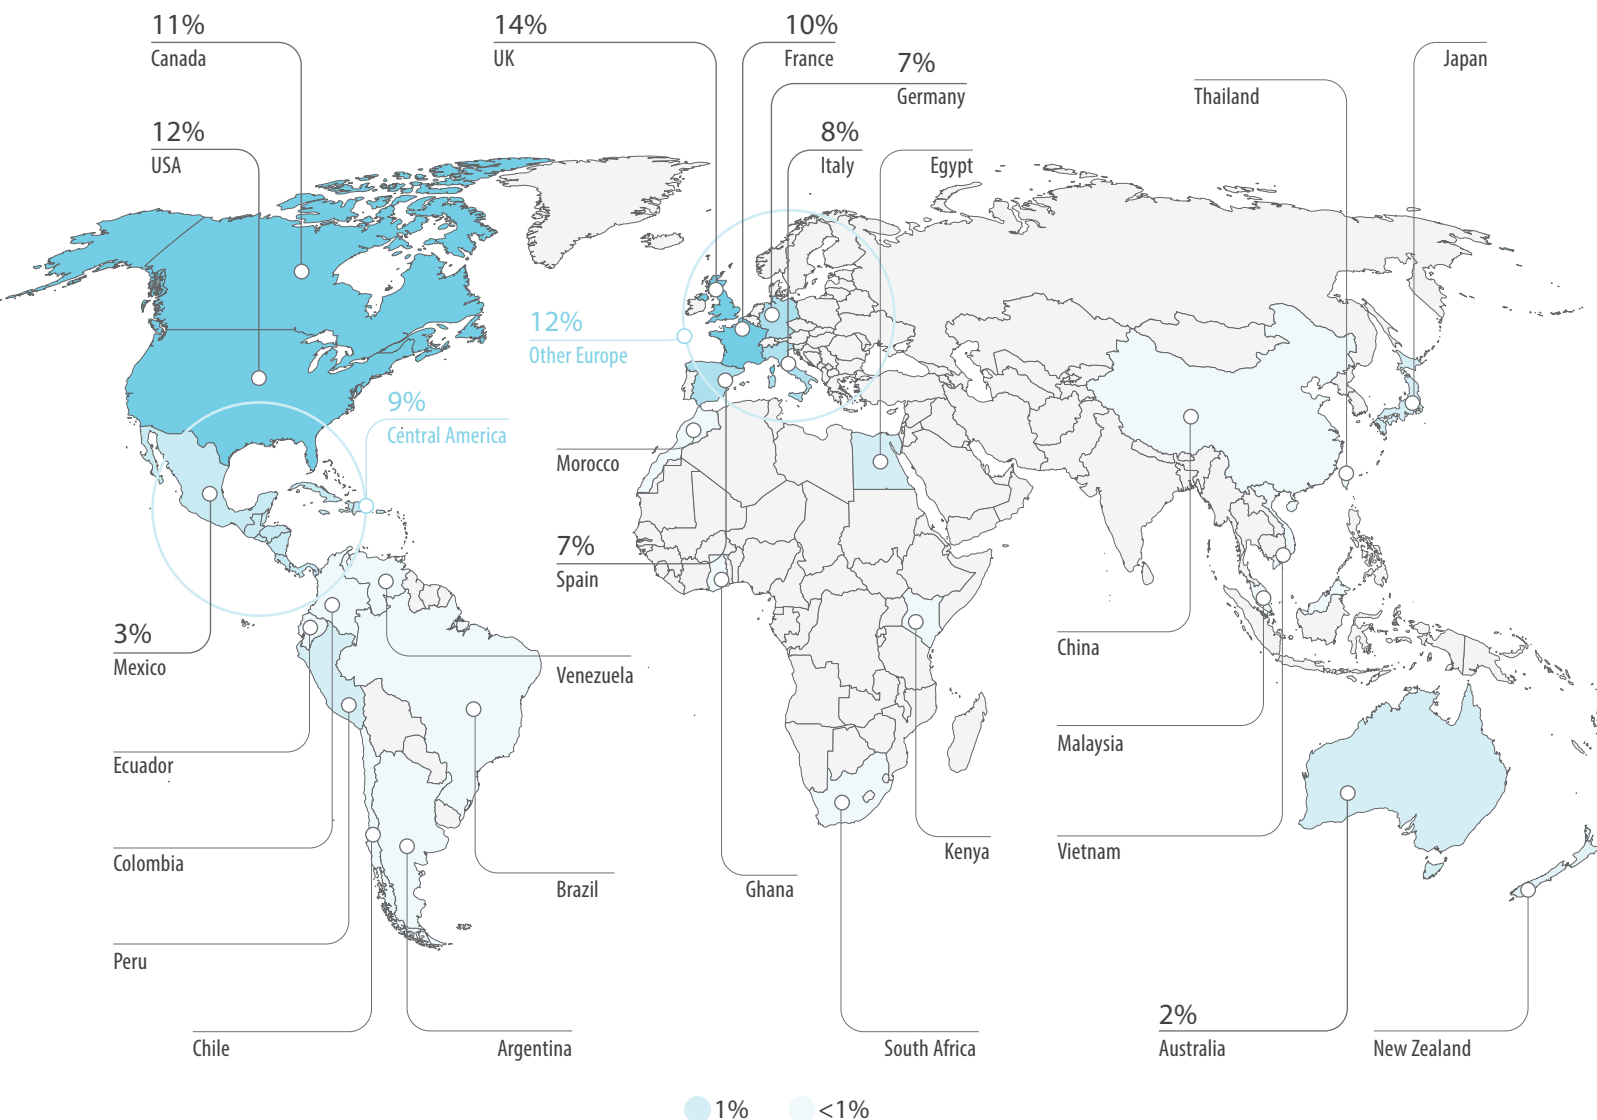 11%
Canada
14%
UK
10%
France
7%
Germany
Japan
Thailand
12%
USA
8%
Italy
Egypt
12%
Other Europe
9%
Central America
Morocco
7%
Spain
3%
Mexico
Venezuela
China
Ecuador
Malaysia
Colombia
Brazil
Ghana
Kenya
Vietnam
Peru
2%
Chile
Argentina
South Africa
Australia
New Zealand
1%
<1%